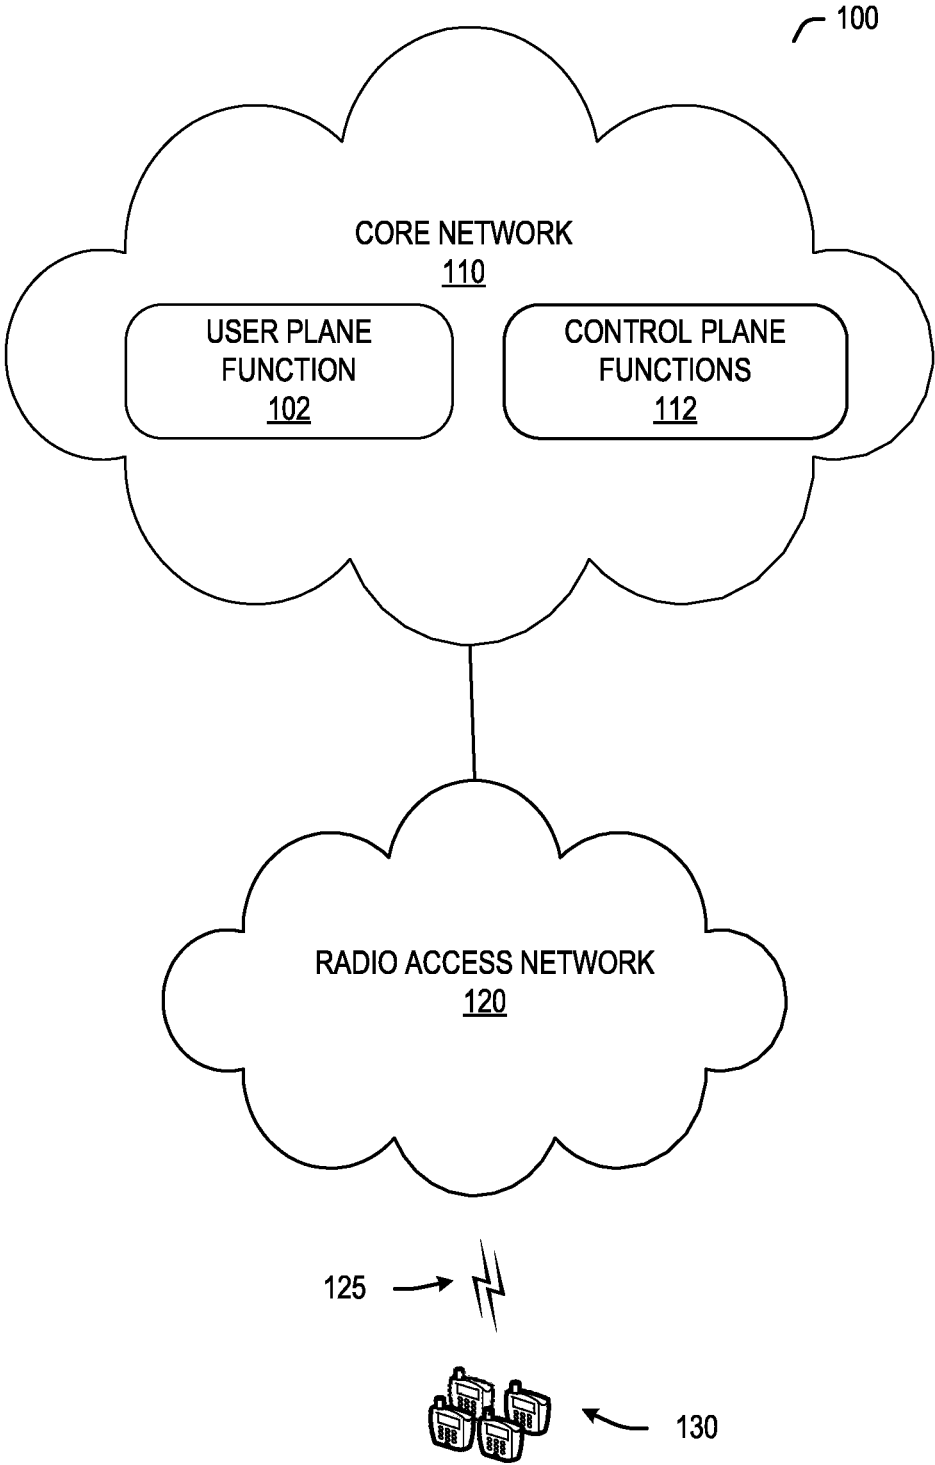 100
CORE NETWORK
110
USER PLANE
FUNCTION
102
CONTROL PLANE
FUNCTIONS
112
RADIO ACCESS NETWORK
120
125
130